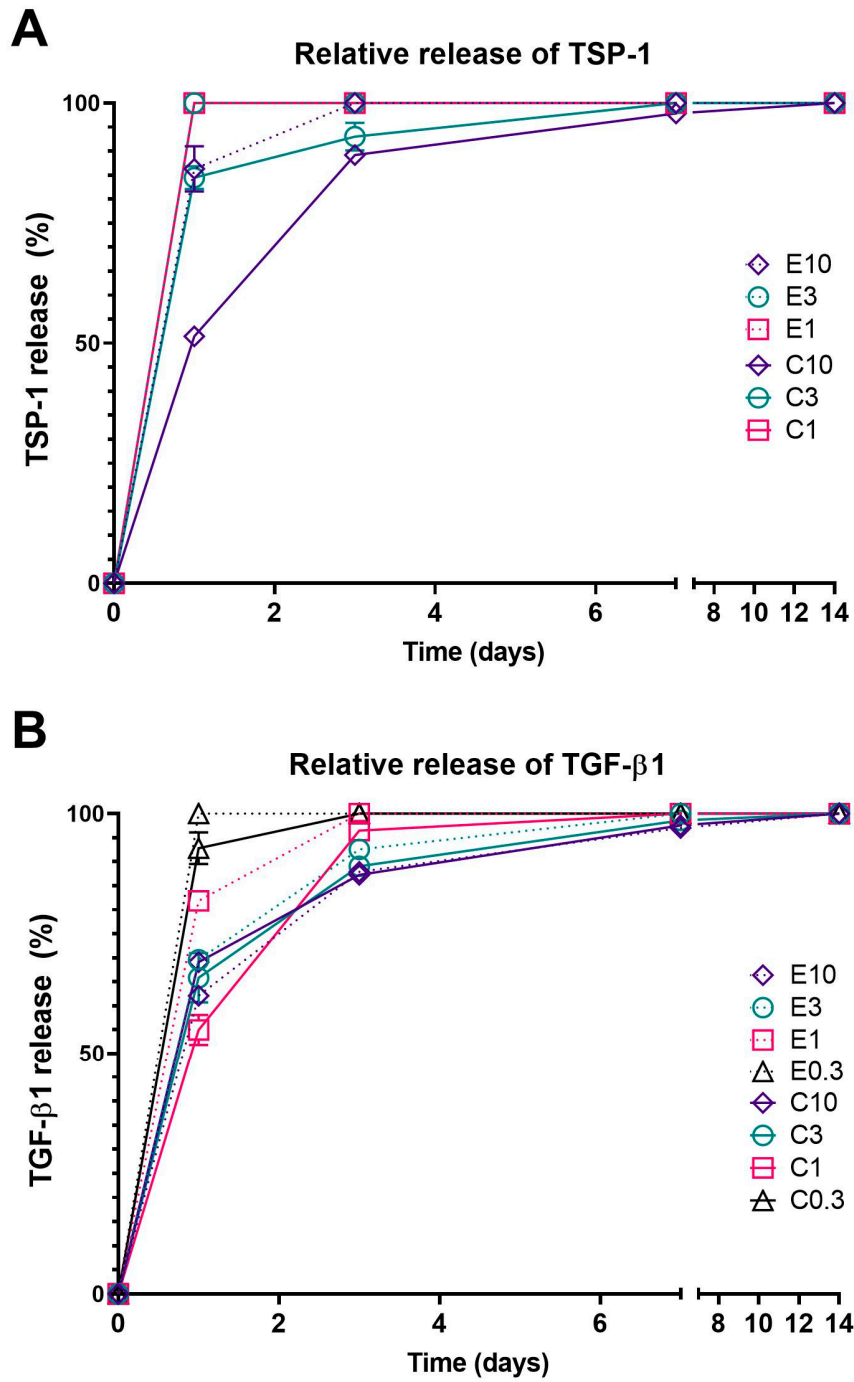 A
Relative release of TSP-1
100
50
0
TSP-1 release (%)
E10
E3
E1
C10
C3
C1
0 2 4 6 8 10 12 14
Time (days)
B
Relative release of TGF-β1
100
50
0
TGF-β1 release (%)
E10
E3
E1
E0.3
C10
C3
C1
C0.3
0 2 4 6 8 10 12 14
Time (days)